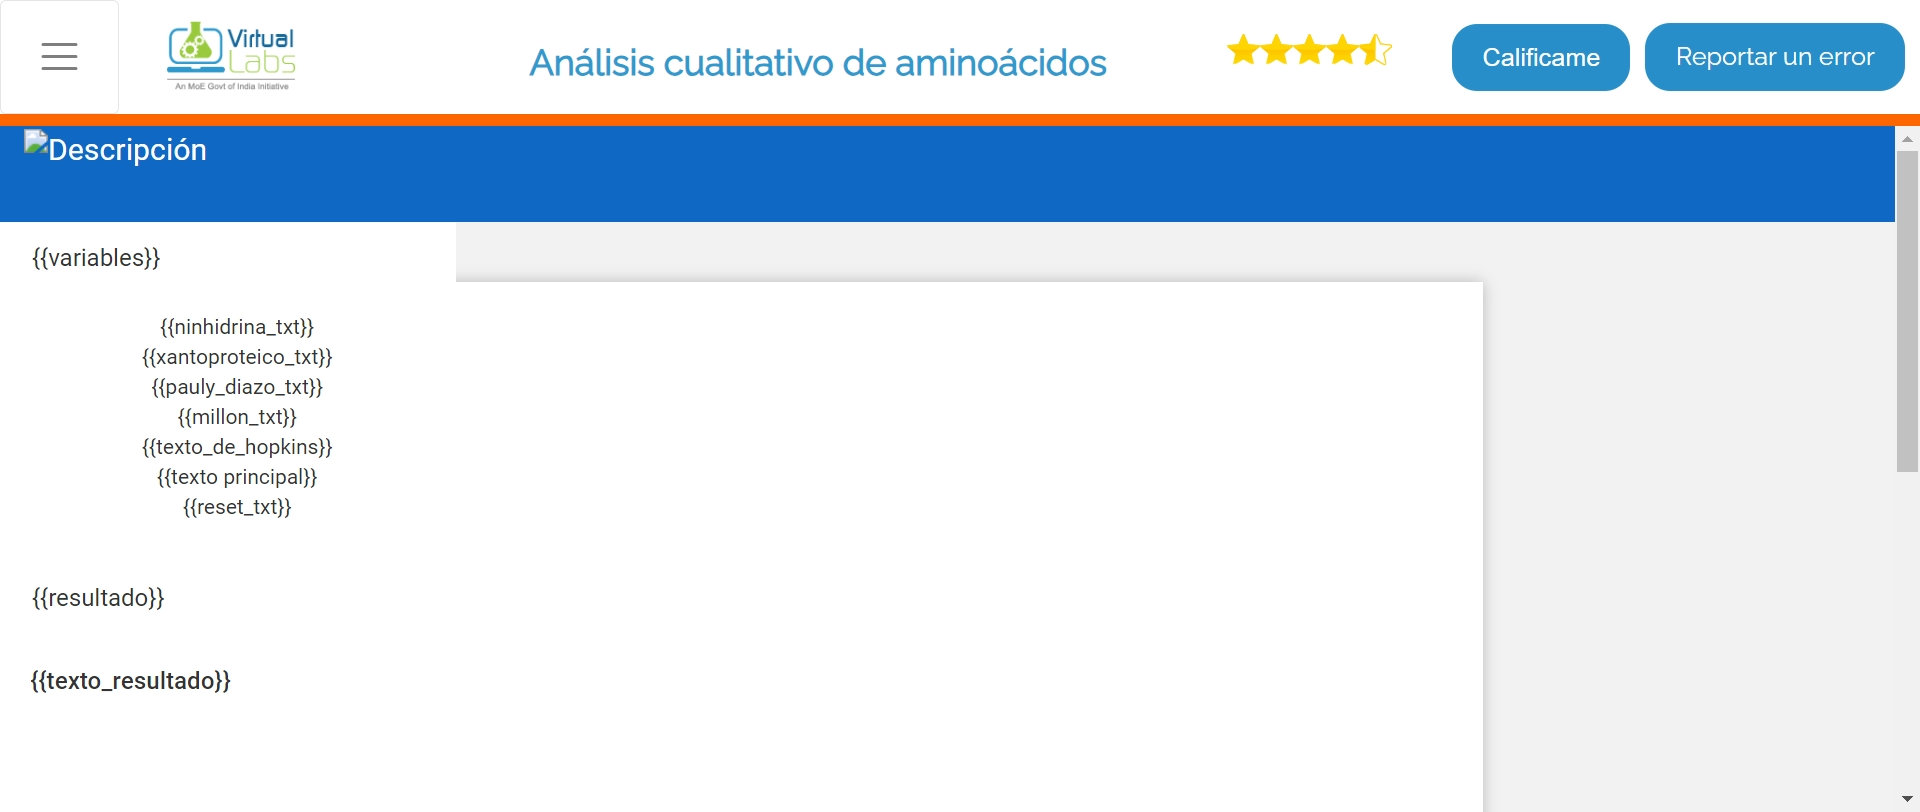 Virtual
Labs
An MoE Govt of India Initiative
Análisis cualitativo de aminoácidos
Calificame
Reportar un error
Descripción
{{variables}}
{{ninhidrina_txt}}
{{xantoproteico_txt}}
{{pauly_diazo_txt}}
{{millon_txt}}
{{texto_de_hopkins}}
{{texto principal}}
{{reset_txt}}
{{resultado}}
{{texto_resultado}}